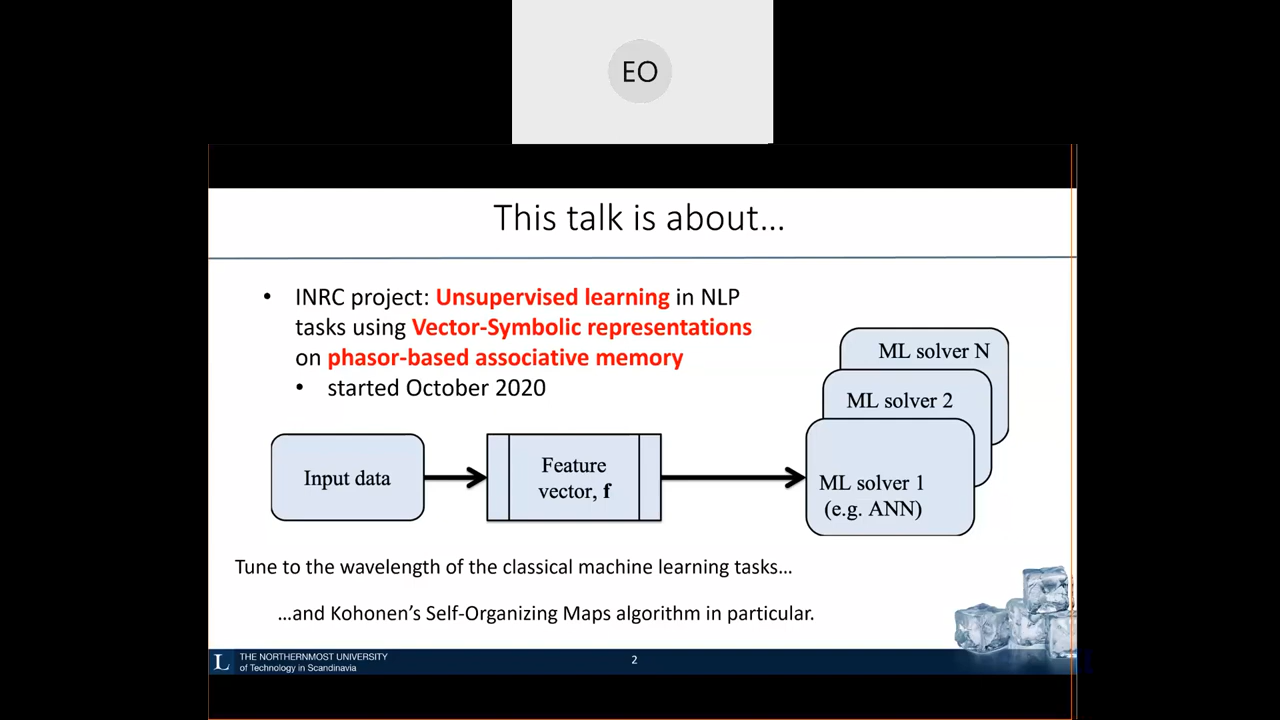 EO
This talk is about…
• INRC project: Unsupervised learning in NLP
tasks using Vector-Symbolic representations
on phasor-based associative memory
• started October 2020
ML solver N
ML solver 2
ML solver 1
(e.g. ANN)
Input data
Feature
vector, f
Tune to the wavelength of the classical machine learning tasks…
…and Kohonen’s Self-Organizing Maps algorithm in particular.
L
THE NORTHERNMOST UNIVERSITY
of Technology in Scandinavia
2